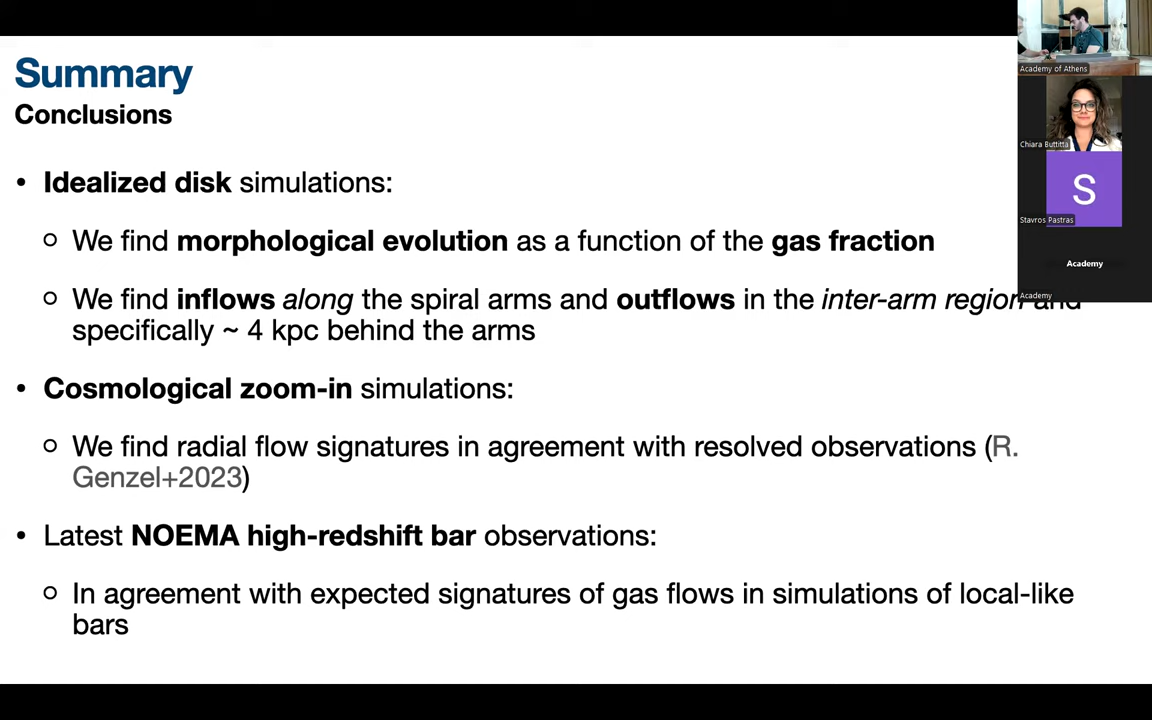 Summary
Conclusions
• Idealized disk simulations:
○ We find morphological evolution as a function of the gas fraction
○ We find inflows along the spiral arms and outflows in the inter-arm region and
specifically ~ 4 kpc behind the arms
• Cosmological zoom-in simulations:
○ We find radial flow signatures in agreement with resolved observations (R.
Genzel+2023)
• Latest NOEMA high-redshift bar observations:
○ In agreement with expected signatures of gas flows in simulations of local-like
bars
Academy of Athens
Chiara Buttitta
S
Stavros Pastras
Academy
Academy